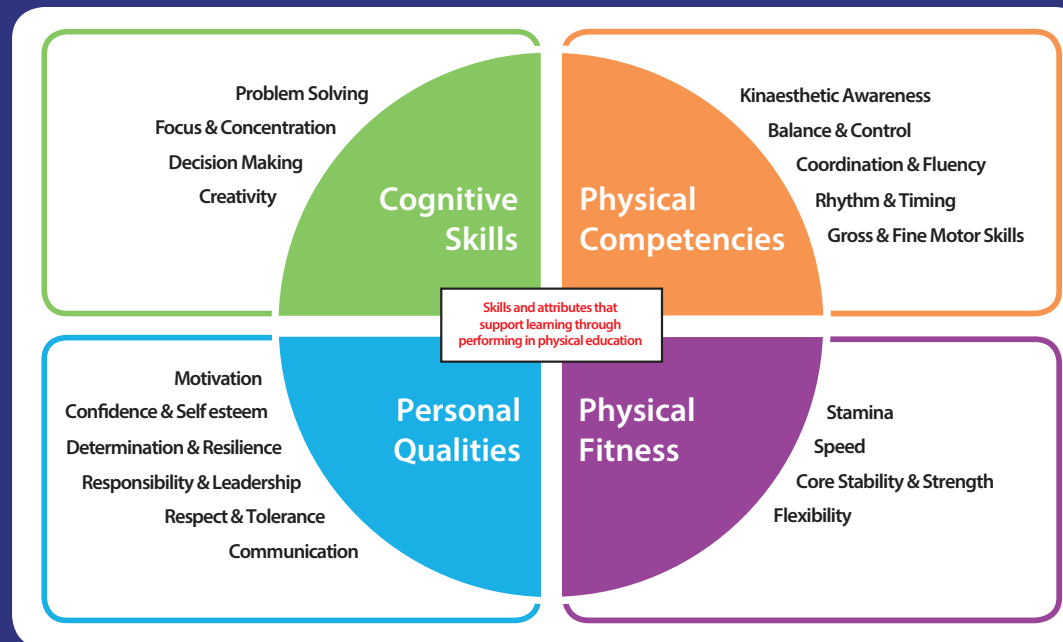 Problem Solving
Focus & Concentration
Decision Making
Creativity
Cognitive
Skills
Kinaesthetic Awareness
Balance & Control
Coordination & Fluency
Rhythm & Timing
Gross & Fine Motor Skills
Physical
Competencies
Skills and attributes that
support learning through
performing in physical education
Motivation
Confidence & Self esteem
Determination & Resilience
Responsibility & Leadership
Respect & Tolerance
Communication
Personal
Qualities
Physical
Fitness
Stamina
Speed
Core Stability & Strength
Flexibility